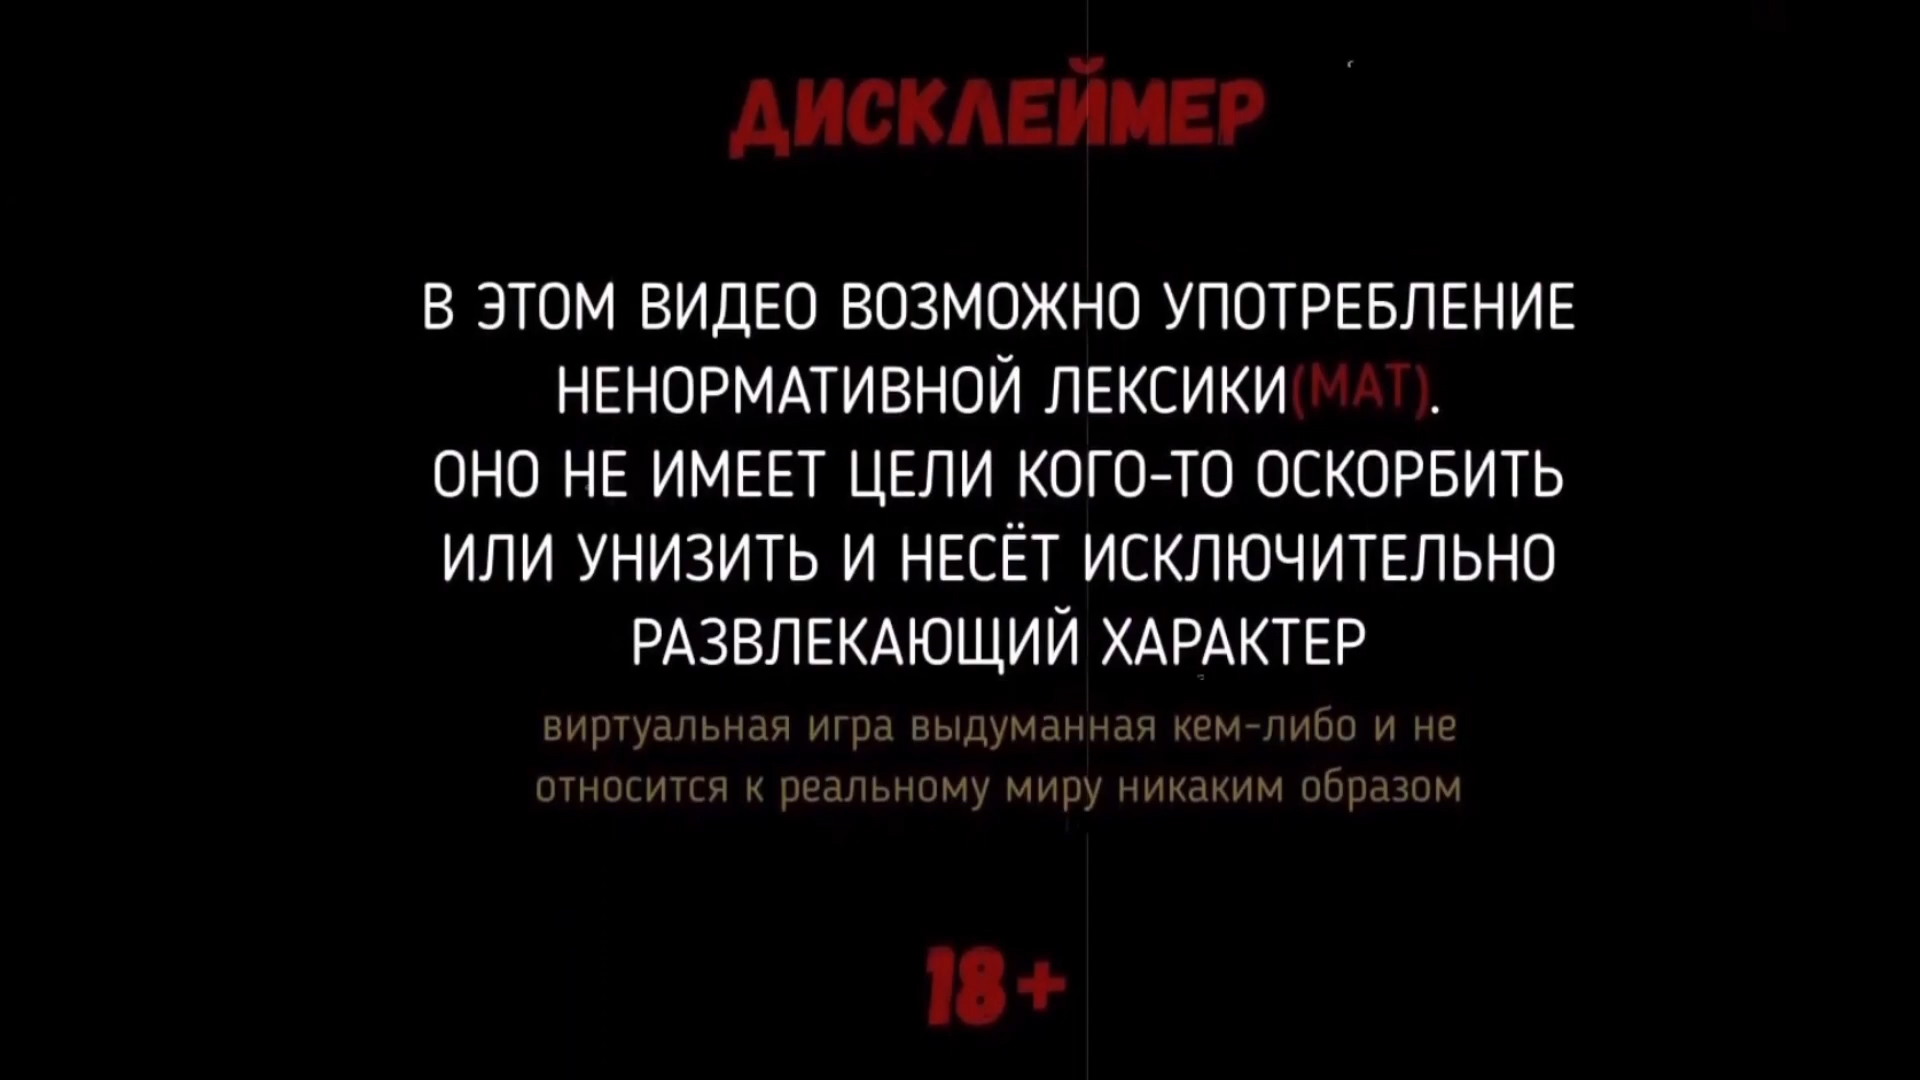 ДИСКЛЕЙМЕР
В ЭТОМ ВИДЕО ВОЗМОЖНО УПОТРЕБЛЕНИЕ
НЕНОРМАТИВНОЙ ЛЕКСИКИ(МАТ).
ОНО НЕ ИМЕЕТ ЦЕЛИ КОГО-ТО ОСКОРБИТЬ
ИЛИ УНИЗИТЬ И НЕСЁТ ИСКЛЮЧИТЕЛЬНО
РАЗВЛЕКАЮЩИЙ ХАРАКТЕР
виртуальная игра выдуманная кем-либо и не
относится к реальному миру никаким образом
18+